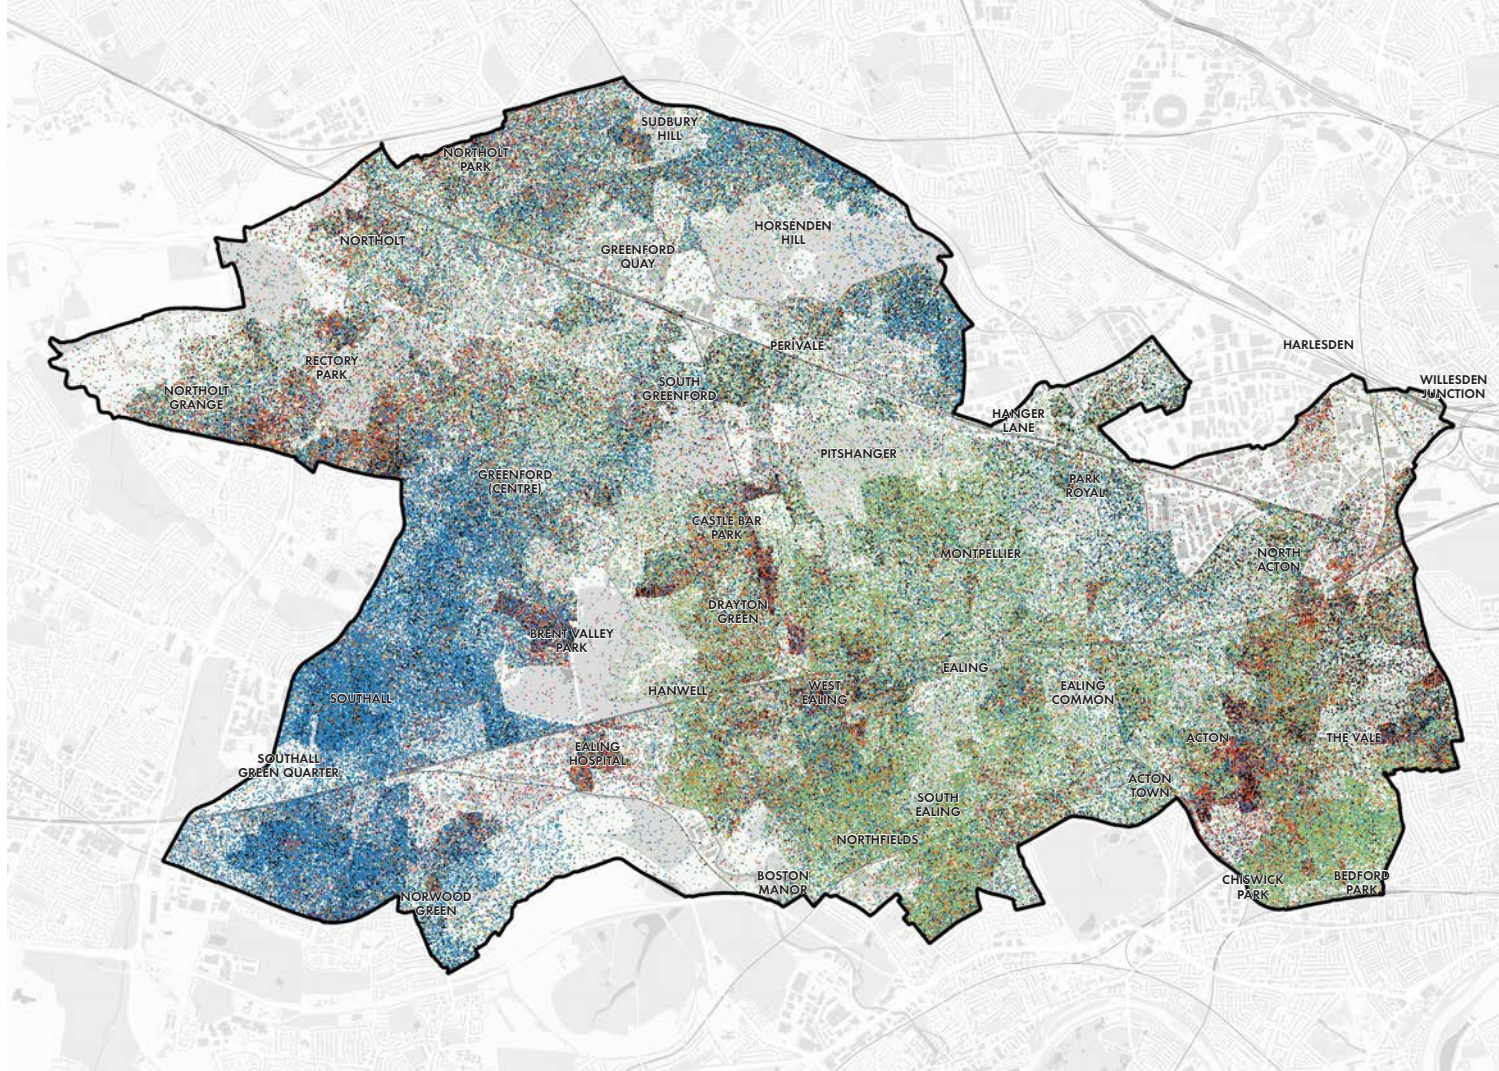 SUDBURY
HILL
NORTHOLT
PARK
NORTHOLT
HORSENDEN
HILL
GREENFORD
QUAY
PERIVALE
HARLESDEN
RECTORY
PARK
NORTHOLT
GRANGE
SOUTH
GREENFORD
WILLESDEN
JUNCTION
HANGER
LANE
PITSHANGER
GREENFORD
(CENTRE)
PARK
ROYAL
CASTLE BAR
PARK
MONTPELLIER
NORTH
ACTON
DRAYTON
GREEN
BRENT VALLEY
PARK
EALING
SOUTHALL
HANWELL
WEST
EALING
EALING
COMMON
ACTON
THE VALE
EALING
HOSPITAL
SOUTHALL
GREEN QUARTER
ACTON
TOWN
SOUTH
EALING
NORTHFIELDS
BOSTON
MANOR
CHISWICK
PARK
BEDFORD
PARK
NORWOOD
GREEN